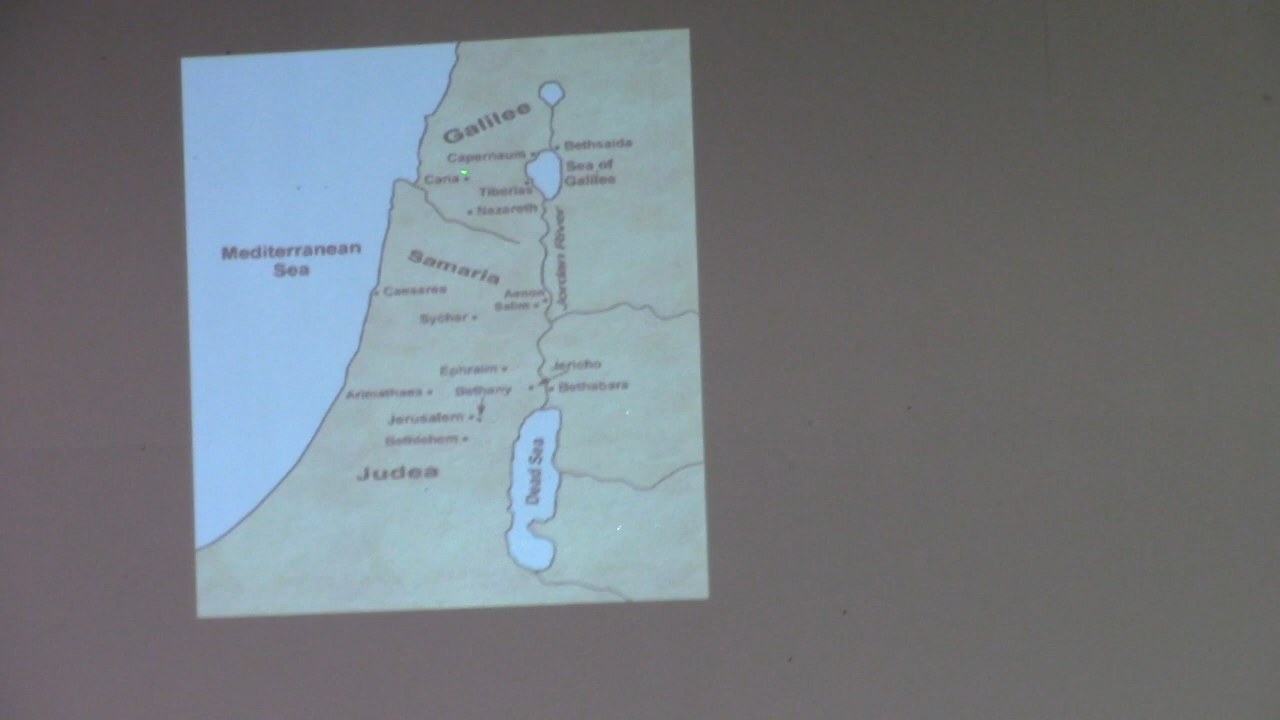 Galilee
Bethsaida
Capernaum
Sea of
Galilee
Cana
Tiberias
Nazareth
Jordan River
Mediterranean
Sea
Samaria
Caesarea
Aenon
Salim
Sychar
Jericho
Ephraim
Bethabara
Bethany
Arimathaea
Jerusalem
Bethlehem
Judea
Dead Sea